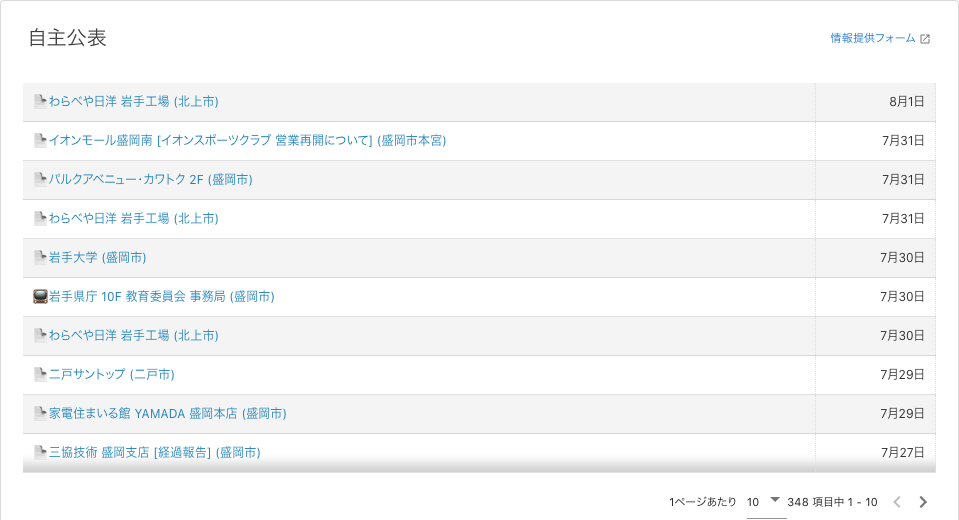 自主公表
情報提供フォーム
わらべや日洋 岩手工場 (北上市) 8月1日
イオンモール盛岡南 [イオンスポーツクラブ 営業再開について] (盛岡市本宮) 7月31日
パルクアベニュー・カワトク 2F (盛岡市) 7月31日
わらべや日洋 岩手工場 (北上市) 7月31日
岩手大学 (盛岡市) 7月30日
岩手県庁 10F 教育委員会 事務局 (盛岡市) 7月30日
わらべや日洋 岩手工場 (北上市) 7月30日
二戸サントップ (二戸市) 7月29日
家電住まいる館 YAMADA 盛岡本店 (盛岡市) 7月29日
三協技術 盛岡支店 [経過報告] (盛岡市) 7月27日
1ページあたり 10 348 項目中 1 - 10